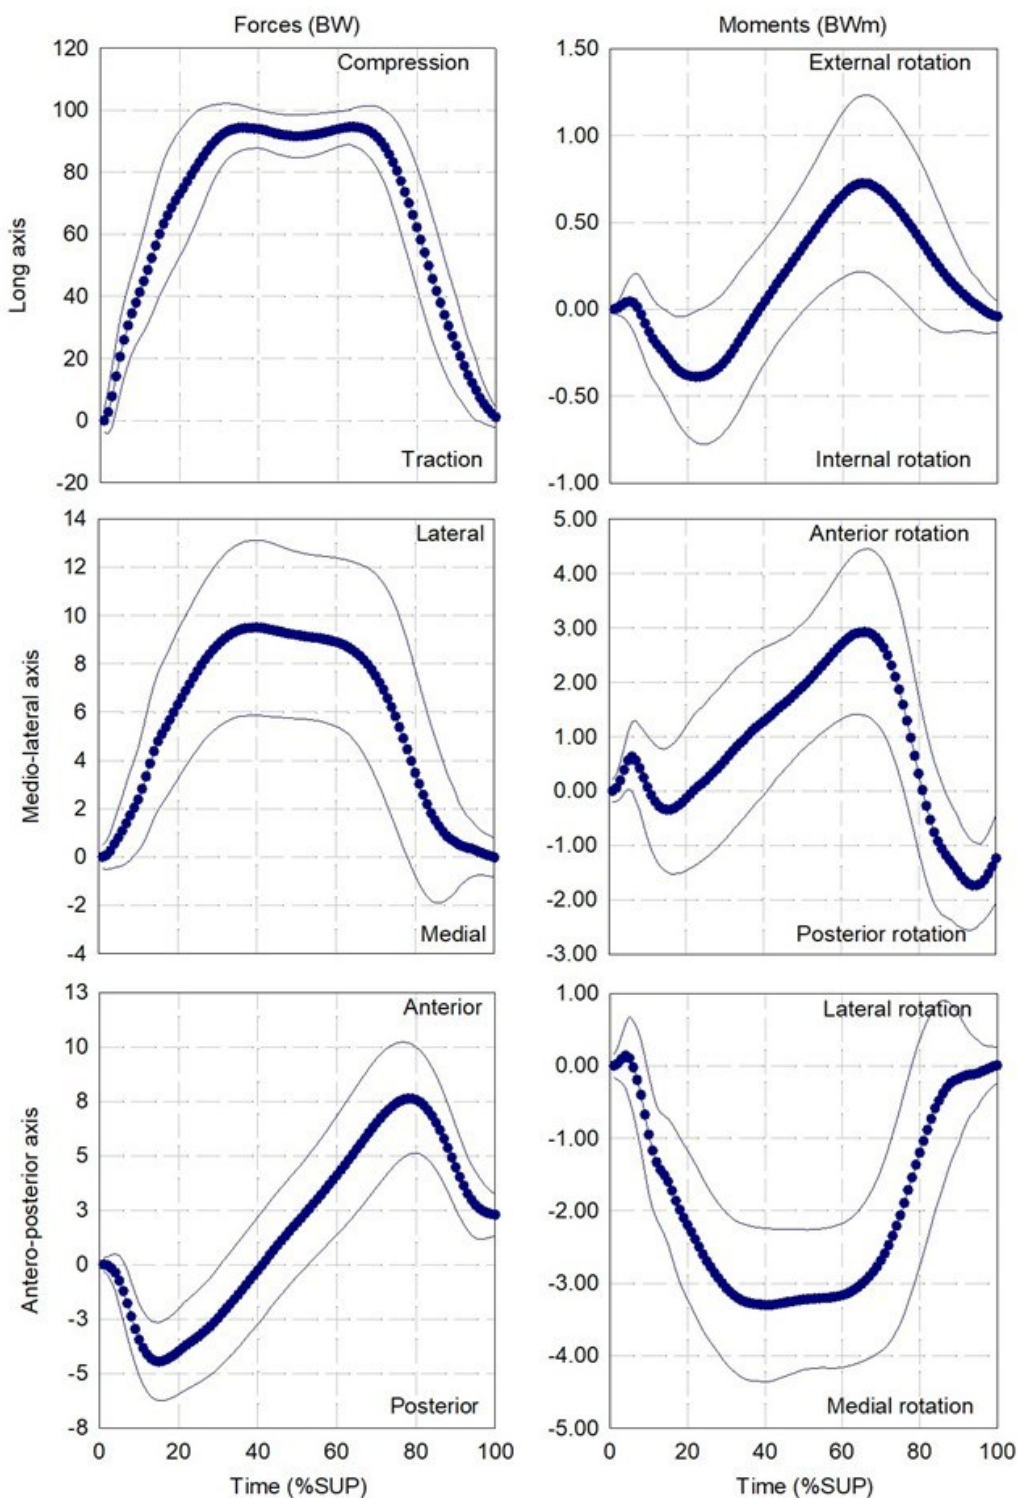 Forces (BW)
Moments (BWm)
120
100
80
60
40
20
0
-20
Long axis
Compression
Traction
1.50
1.00
0.50
0.00
-0.50
-1.00
External rotation
Internal rotation
14
12
10
8
6
4
2
0
-2
-4
Medio-lateral axis
Lateral
Medial
5.00
4.00
3.00
2.00
1.00
0.00
-1.00
-2.00
-3.00
Anterior rotation
Posterior rotation
13
10
8
5
3
0
-3
-5
-8
Antero-posterior axis
Anterior
Posterior
0 20 40 60 80 100
Time (%SUP)
1.00
0.00
-1.00
-2.00
-3.00
-4.00
-5.00
Lateral rotation
Medial rotation
0 20 40 60 80 100
Time (%SUP)